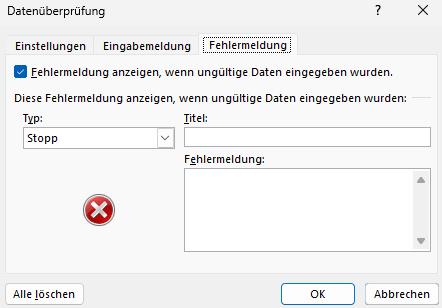 Datenüberprüfung ? ×
Einstellungen Eingabemeldung Fehlermeldung
Fehlermeldung anzeigen, wenn ungültige Daten eingegeben wurden.
Diese Fehlermeldung anzeigen, wenn ungültige Daten eingegeben wurden:
Typ: Titel:
Stopp
Fehlermeldung:
Alle löschen OK Abbrechen